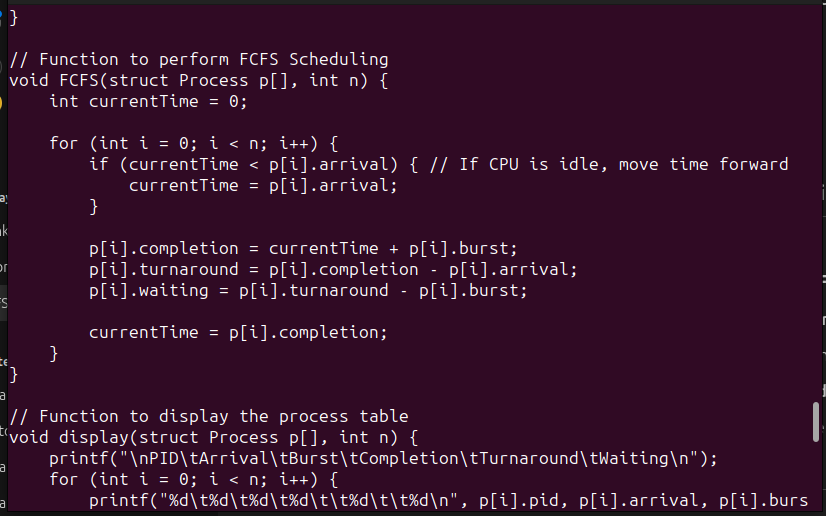 }

// Function to perform FCFS Scheduling
void FCFS(struct Process p[], int n) {
    int currentTime = 0;

    for (int i = 0; i < n; i++) {
        if (currentTime < p[i].arrival) { // If CPU is idle, move time forward
            currentTime = p[i].arrival;
        }

        p[i].completion = currentTime + p[i].burst;
        p[i].turnaround = p[i].completion - p[i].arrival;
        p[i].waiting = p[i].turnaround - p[i].burst;

        currentTime = p[i].completion;
    }
}

// Function to display the process table
void display(struct Process p[], int n) {
    printf("\nPID\tArrival\tBurst\tCompletion\tTurnaround\tWaiting\n");
    for (int i = 0; i < n; i++) {
        printf("%d\t%d\t%d\t%d\t\t%d\t\t%d\n", p[i].pid, p[i].arrival, p[i].burs